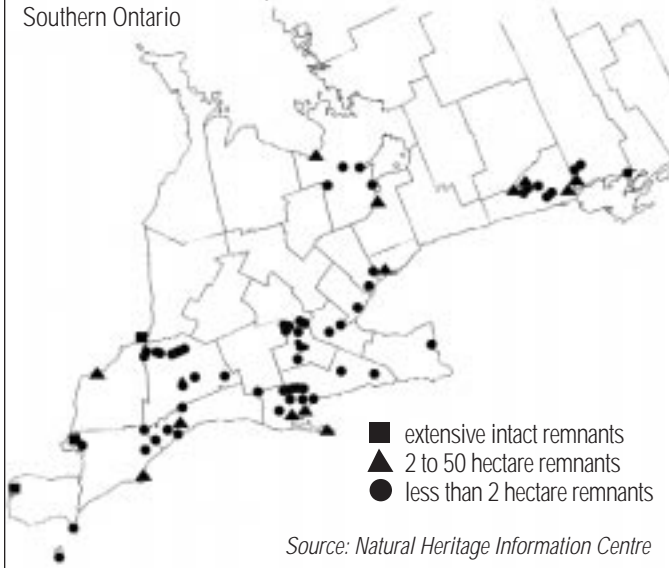 Southern Ontario
extensive intact remnants
2 to 50 hectare remnants
less than 2 hectare remnants
Source: Natural Heritage Information Centre